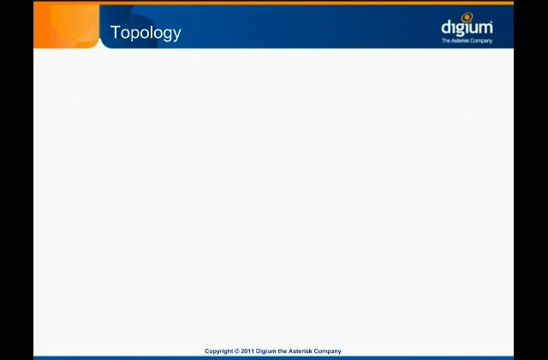 Topology
digium
The Asterisk Company
Copyright © 2011 Digium the Asterisk Company